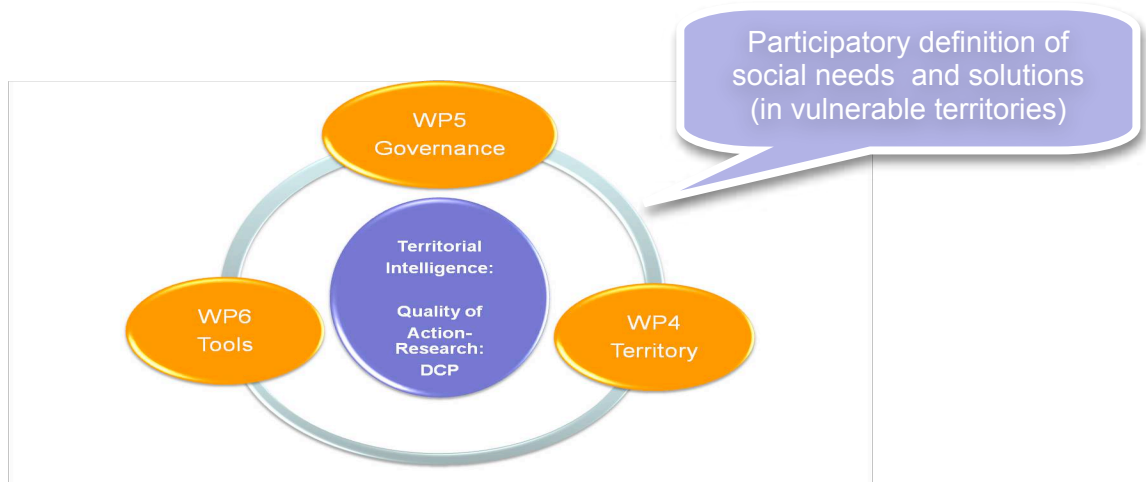 Participatory definition of
social needs and solutions
(in vulnerable territories)
WP5
Governance
Territorial
Intelligence:
Quality of
Action-
Research:
DCP
WP6
Tools
WP4
Territory